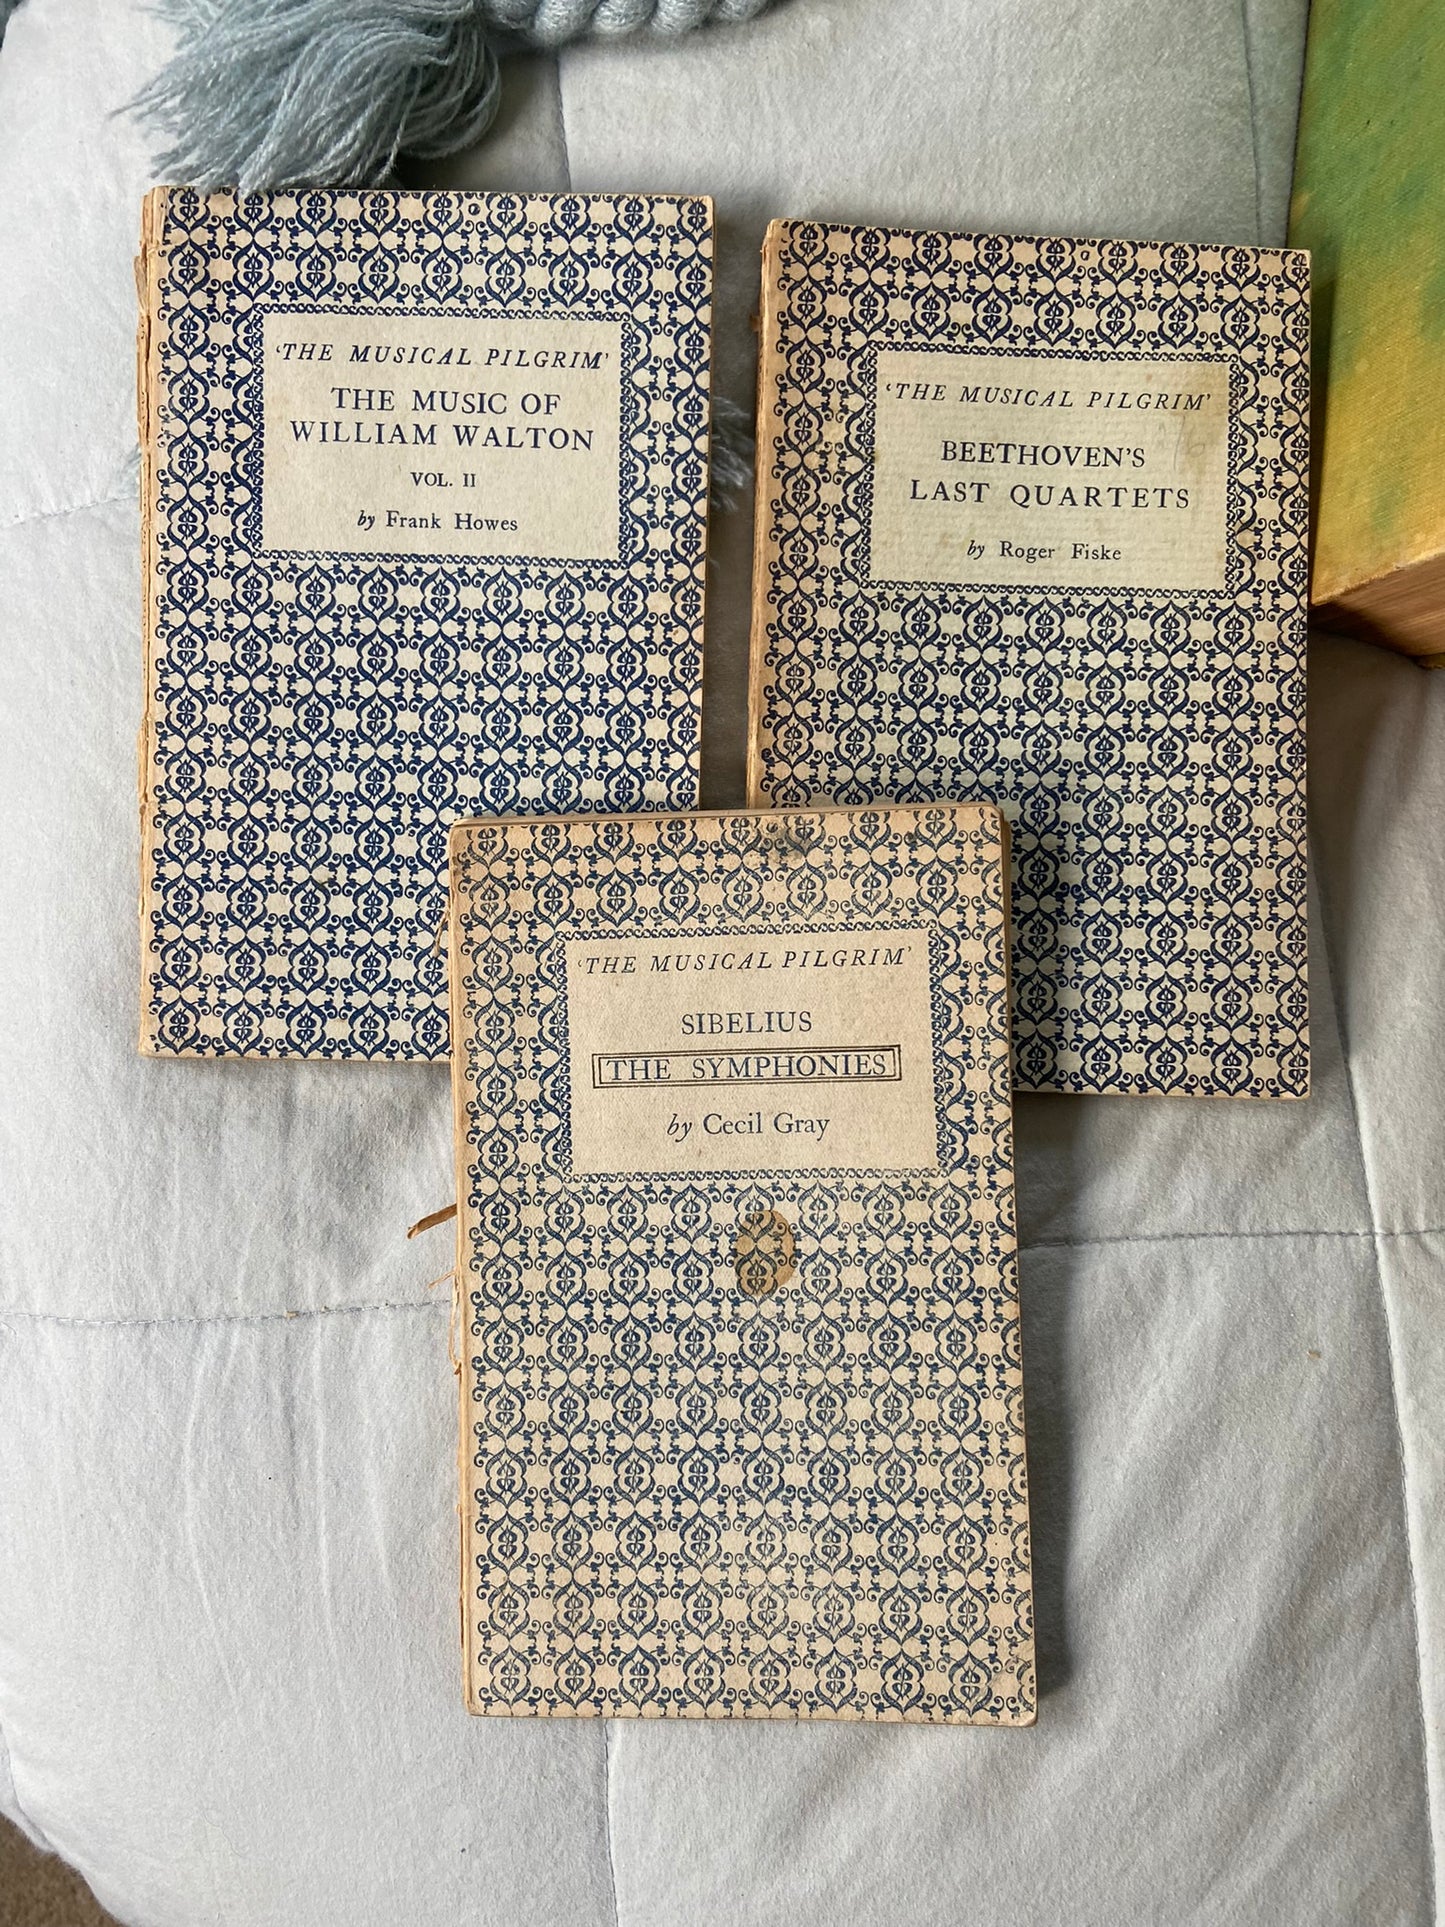 ‘THE MUSICAL PILGRIM’
THE MUSIC OF
WILLIAM WALTON
VOL. II
by Frank Howes
‘THE MUSICAL PILGRIM’
BEETHOVEN’S
LAST QUARTETS
by Roger Fiske
‘THE MUSICAL PILGRIM’
SIBELIUS
THE SYMPHONIES
by Cecil Gray